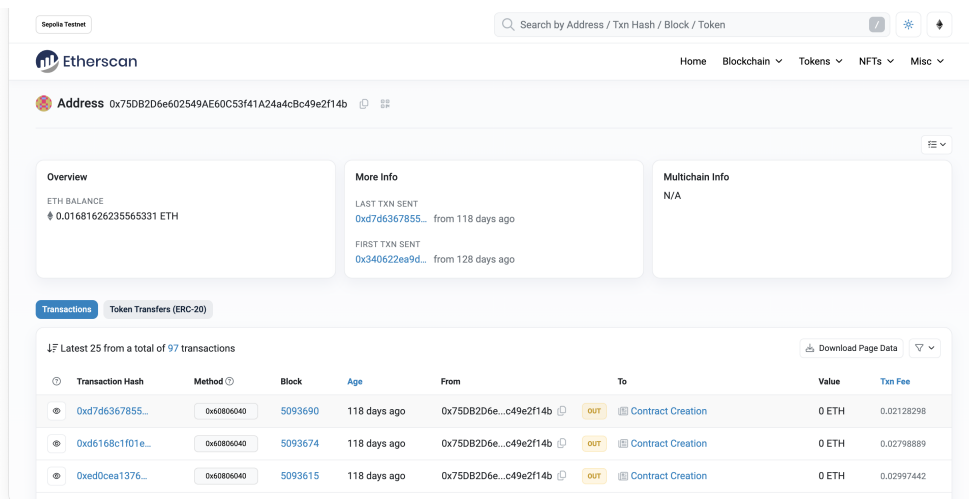 Sepolia Testnet
Search by Address / Txn Hash / Block / Token /
Etherscan
Home Blockchain Tokens NFTs Misc
Address 0x75DB2D6e602549AE60C53f41A24a4cBc49e2f14b
Overview
ETH BALANCE
0.01681626235565331 ETH
More Info
LAST TXN SENT
0xd7d6367855... from 118 days ago
FIRST TXN SENT
0x340622ea9d... from 128 days ago
Multichain Info
N/A
Transactions Token Transfers (ERC-20)
Latest 25 from a total of 97 transactions
Download Page Data
Transaction Hash Method Block Age From To Value Txn Fee
0xd7d6367855... 0x60806040 5093690 118 days ago 0x75DB2D6e...c49e2f14b OUT Contract Creation 0 ETH 0.02128298
0xd6168c1f01e... 0x60806040 5093674 118 days ago 0x75DB2D6e...c49e2f14b OUT Contract Creation 0 ETH 0.02798889
0xed0cea1376... 0x60806040 5093615 118 days ago 0x75DB2D6e...c49e2f14b OUT Contract Creation 0 ETH 0.02997442